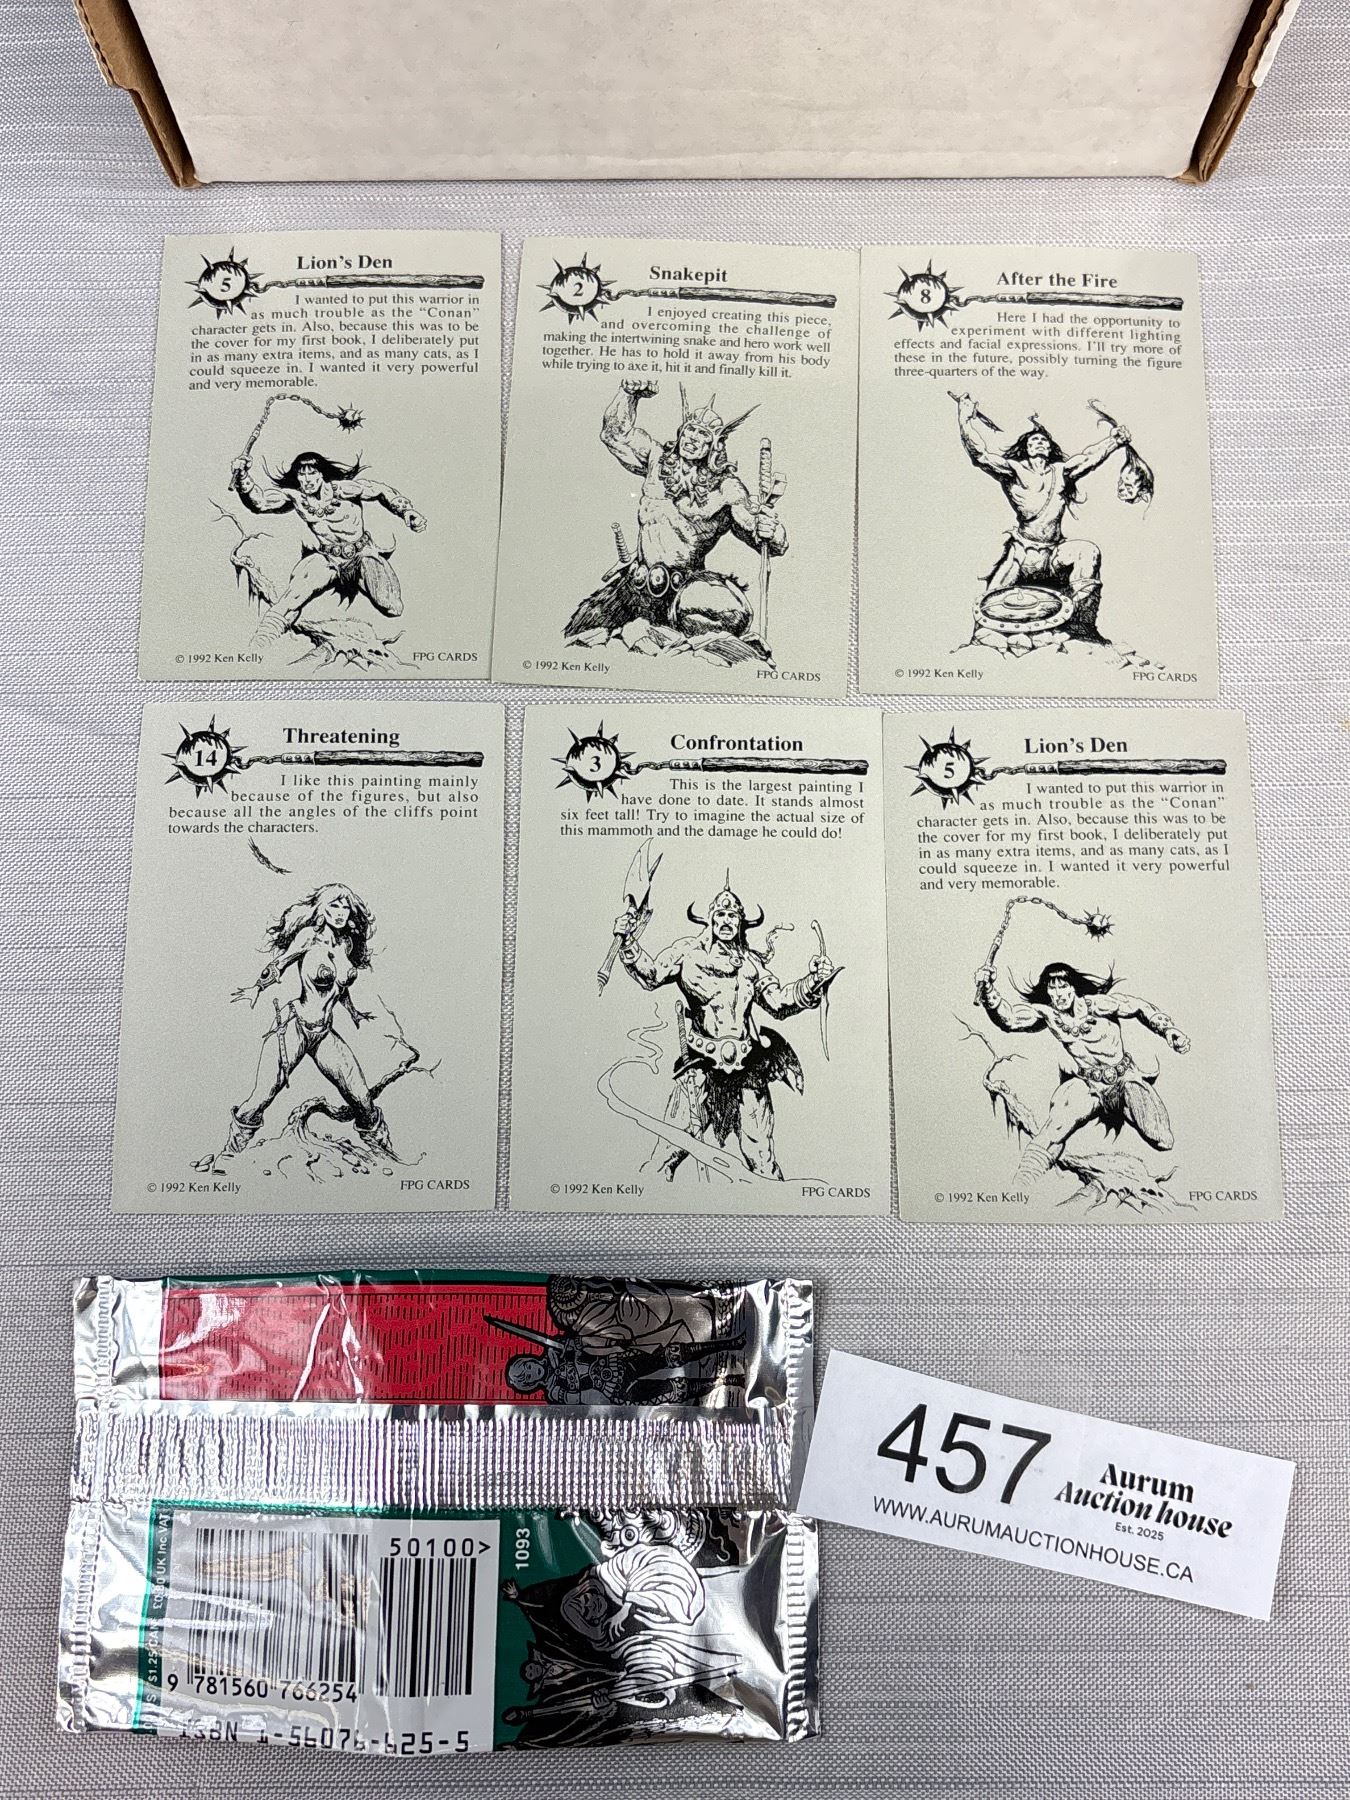 Lion's Den
5
I wanted to put this warrior in
as much trouble as the "Conan"
character gets in. Also, because this was to be
the cover for my first book, I deliberately put
in as many extra items, and as many cats, as I
could squeeze in. I wanted it very powerful
and very memorable.
© 1992 Ken Kelly
FPG CARDS
Snakepit
2
I enjoyed creating this piece,
and overcoming the challenge of
making the intertwining snake and hero work well
together. He has to hold it away from his body
while trying to axe it, hit it and finally kill it.
© 1992 Ken Kelly
FPG CARDS
After the Fire
8
Here I had the opportunity to
experiment with different lighting
effects and facial expressions. I'll try more of
these in the future, possibly turning the figure
three-quarters of the way.
© 1992 Ken Kelly
FPG CARDS
Threatening
14
I like this painting mainly
because of the figures, but also
because all the angles of the cliffs point
towards the characters.
© 1992 Ken Kelly
FPG CARDS
Confrontation
3
This is the largest painting I
have done to date. It stands almost
six feet tall! Try to imagine the actual size of
this mammoth and the damage he could do!
© 1992 Ken Kelly
FPG CARDS
Lion's Den
5
I wanted to put this warrior in
as much trouble as the "Conan"
character gets in. Also, because this was to be
the cover for my first book, I deliberately put
in as many extra items, and as many cats, as I
could squeeze in. I wanted it very powerful
and very memorable.
© 1992 Ken Kelly
FPG CARDS
50100>
1093
9 781560 766254
ISBN 1-56076-625-5
457
Aurum
Auction house
Est. 2025
WWW.AURUMAUCTIONHOUSE.CA